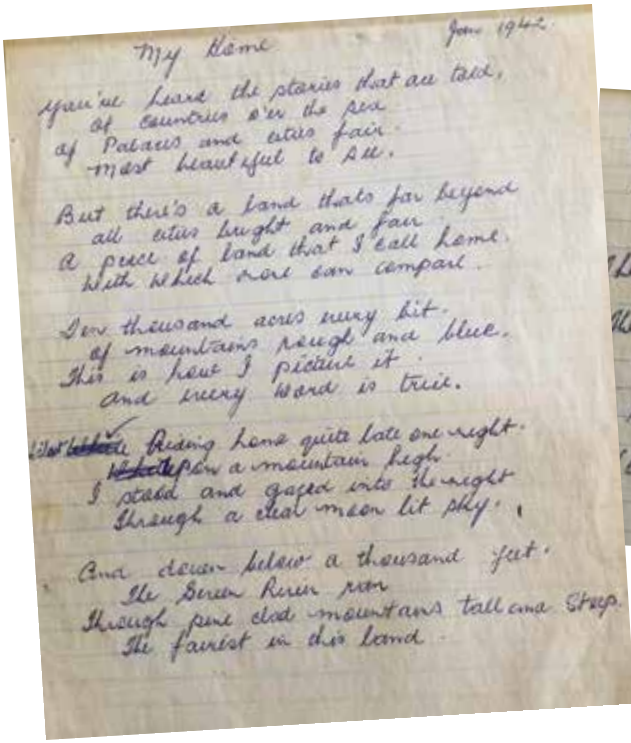 My Home
Jan 1942.
You've heard the stories that are told,
of countries o'er the sea
of Palaces and cities fair.
Most beautiful to see.
But there's a land thats far beyond
all cities bright and fair.
A piece of land that I call home.
With which none can compare.
Ten thousand acres every bit.
of mountains rough and blue.
This is how I picture it.
and every word is true.
Riding home quite late one night.
upon a mountain high.
I stood and gazed into the night
Through a clear moon lit sky.
And down below a thousand feet.
The Seven River ran
Through pine clad mountains tall and steep.
The fairest in this land.